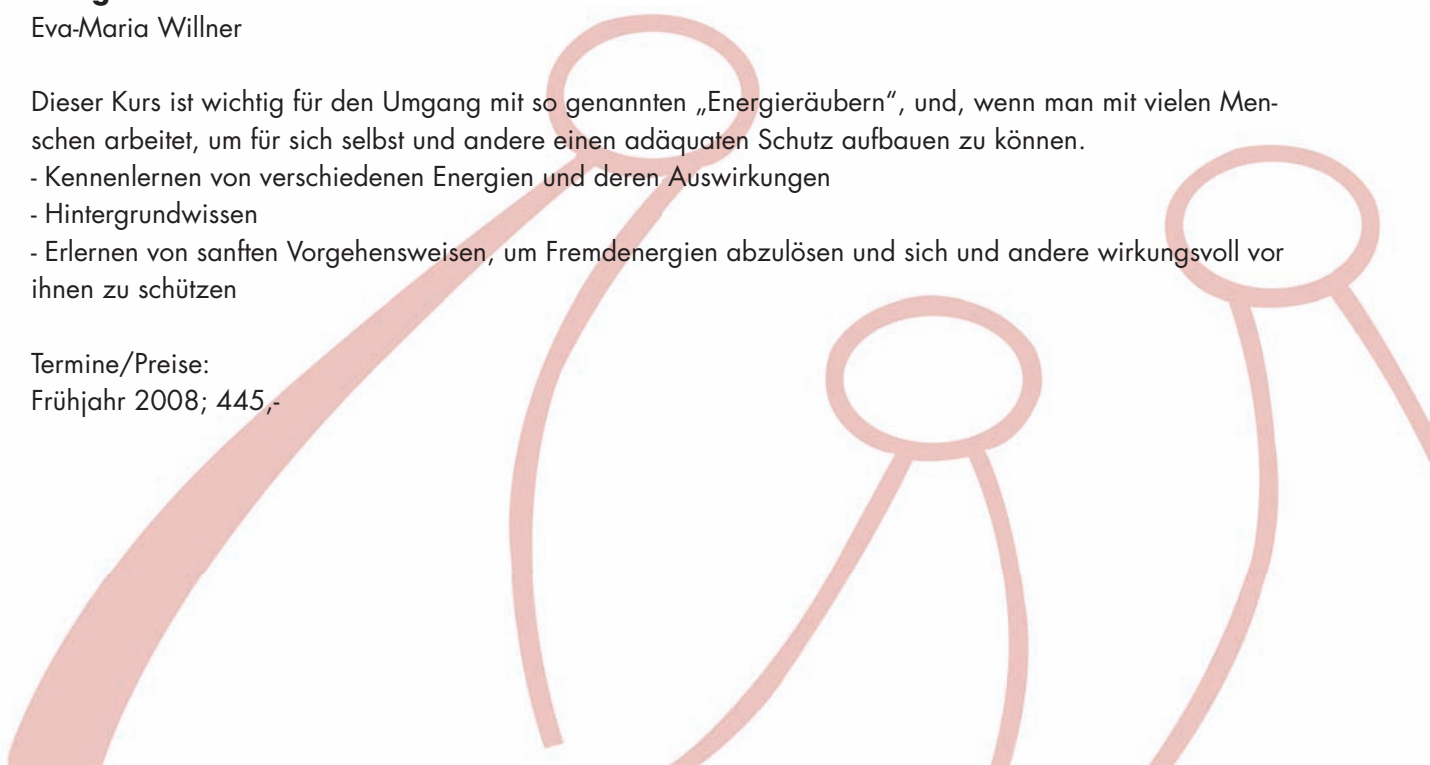 Eva-Maria Willner
Dieser Kurs ist wichtig für den Umgang mit so genannten „Energieräubern“, und, wenn man mit vielen Men-
schen arbeitet, um für sich selbst und andere einen adäquaten Schutz aufbauen zu können.
- Kennenlernen von verschiedenen Energien und deren Auswirkungen
- Hintergrundwissen
- Erlernen von sanften Vorgehensweisen, um Fremdenergien abzulösen und sich und andere wirkungsvoll vor
ihnen zu schützen
Termine/Preise:
Frühjahr 2008; 445,-